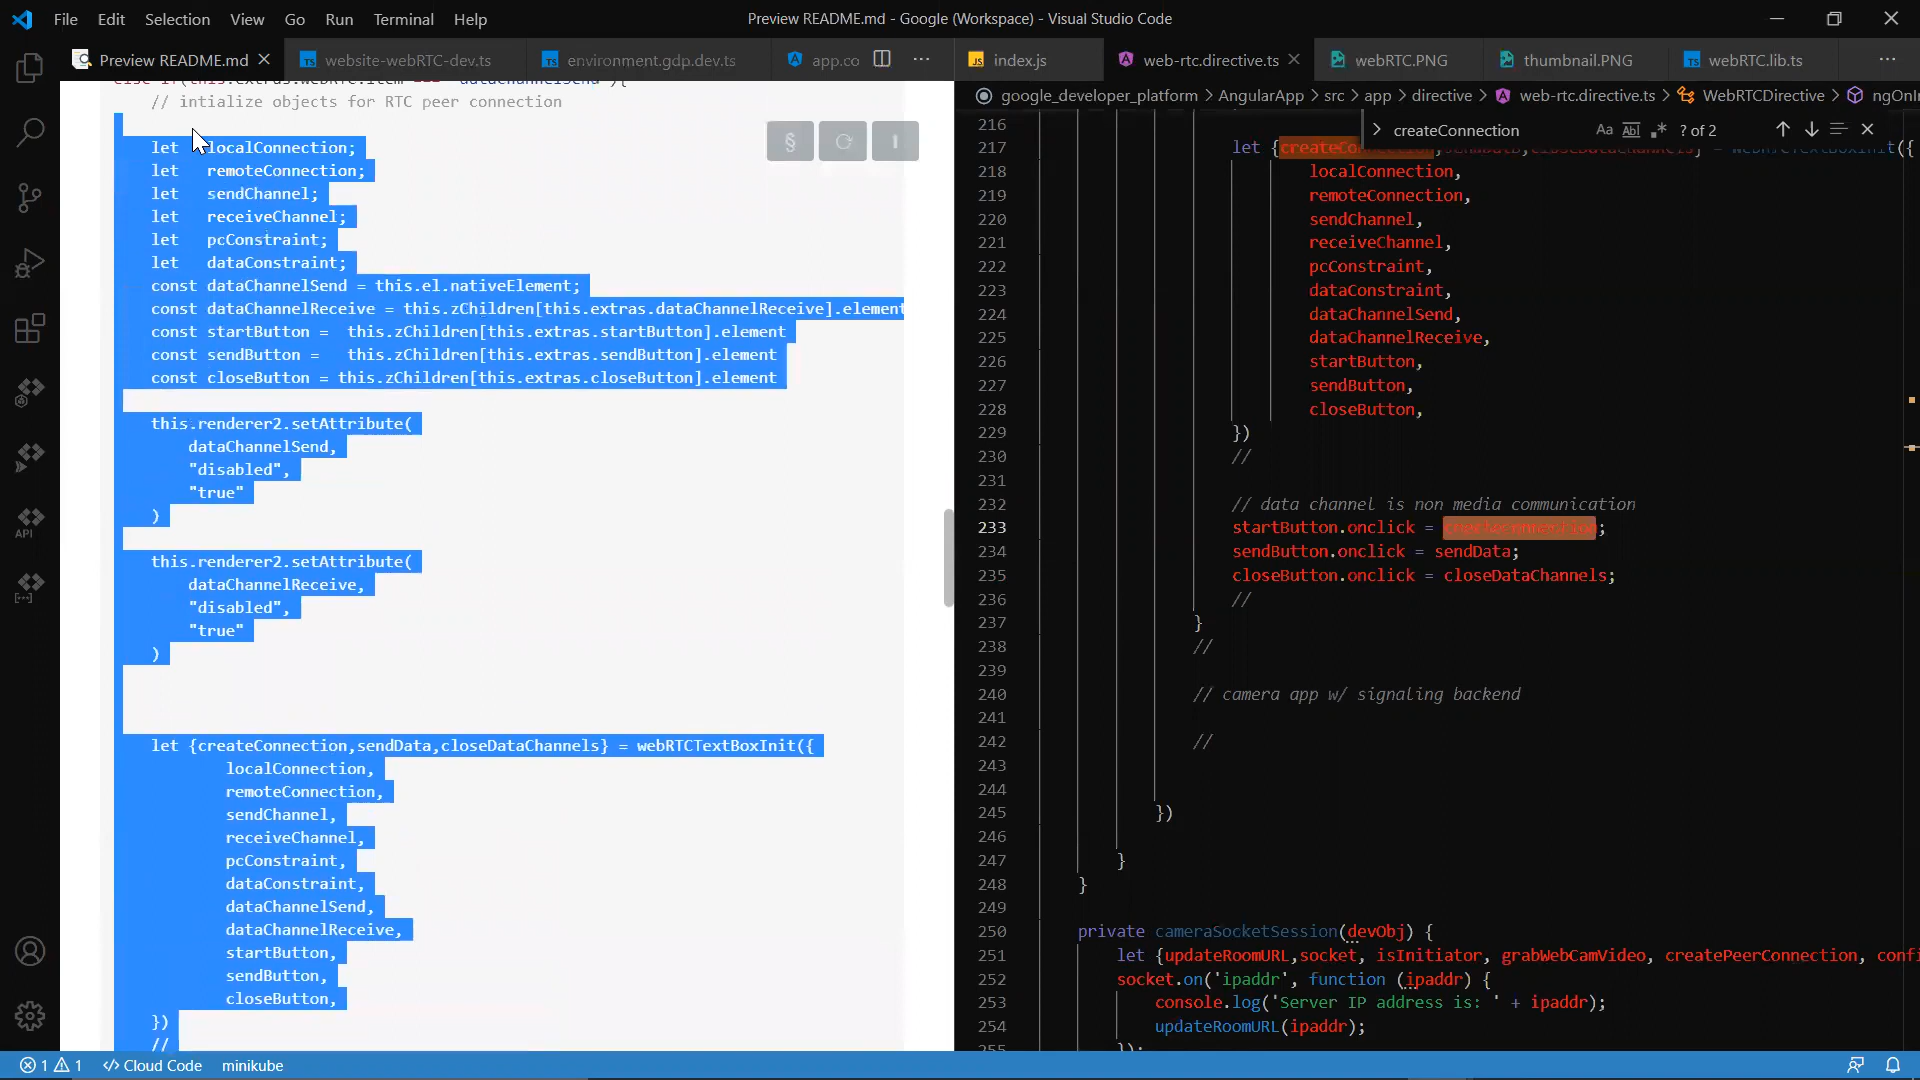 File Edit Selection View Go Run Terminal Help
Preview README.md - Google (Workspace) - Visual Studio Code
Preview README.md
website-webRTC-dev.ts
environment.gdp.dev.ts
app.co
// intialize objects for RTC peer connection
let localConnection;
let remoteConnection;
let sendChannel;
let receiveChannel;
let pcConstraint;
let dataConstraint;
const dataChannelSend = this.el.nativeElement;
const dataChannelReceive = this.zChildren[this.extras.dataChannelReceive].element
const startButton = this.zChildren[this.extras.startButton].element
const sendButton = this.zChildren[this.extras.sendButton].element
const closeButton = this.zChildren[this.extras.closeButton].element
this.renderer2.setAttribute(
dataChannelSend,
"disabled",
"true"
)
this.renderer2.setAttribute(
dataChannelReceive,
"disabled",
"true"
)
let {createConnection,sendData,closeDataChannels} = webRTCTextBoxInit({
localConnection,
remoteConnection,
sendChannel,
receiveChannel,
pcConstraint,
dataConstraint,
dataChannelSend,
dataChannelReceive,
startButton,
sendButton,
closeButton,
})
//
index.js
web-rtc.directive.ts
webRTC.PNG
thumbnail.PNG
webRTC.lib.ts
google_developer_platform > AngularApp > src > app > directive > web-rtc.directive.ts > WebRTCDirective > ngOnIn
createConnection Aa Abl .* ? of 2
216
217 let {
218 localConnection,
219 remoteConnection,
220 sendChannel,
221 receiveChannel,
222 pcConstraint,
223 dataConstraint,
224 dataChannelSend,
225 dataChannelReceive,
226 startButton,
227 sendButton,
228 closeButton,
229 })
230 //
231
232 // data channel is non media communication
233 startButton.onclick = createConnection;
234 sendButton.onclick = sendData;
235 closeButton.onclick = closeDataChannels;
236 //
237 }
238 //
239
240 // camera app w/ signaling backend
241
242 //
243
244
245 })
246
247 }
248 }
249
250 private cameraSocketSession(devObj) {
251 let {updateRoomURL,socket, isInitiator, grabWebCamVideo, createPeerConnection, confi
252 socket.on('ipaddr', function (ipaddr) {
253 console.log('Server IP address is: ' + ipaddr);
254 updateRoomURL(ipaddr);
255 });
1 1 Cloud Code minikube